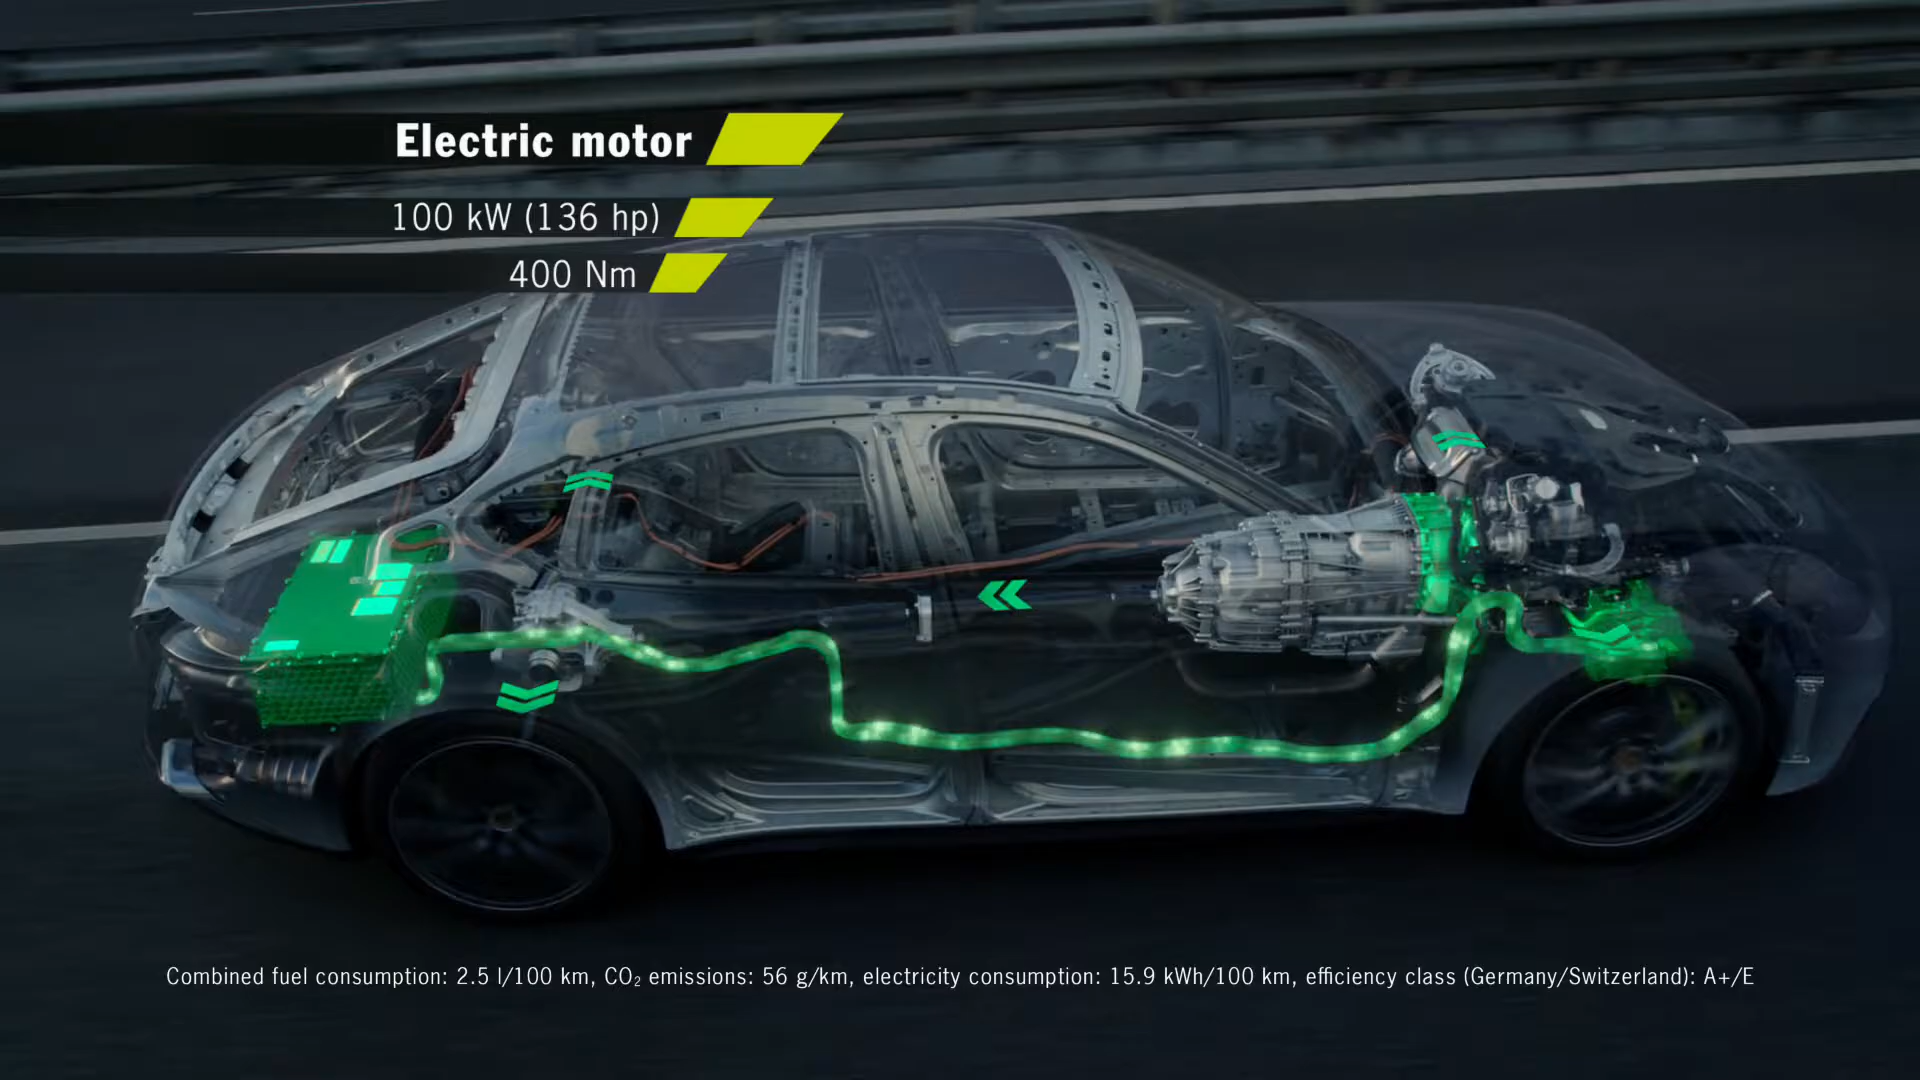 Electric motor
100 kW (136 hp)
400 Nm
Combined fuel consumption: 2.5 l/100 km, CO₂ emissions: 56 g/km, electricity consumption: 15.9 kWh/100 km, efficiency class (Germany/Switzerland): A+/E